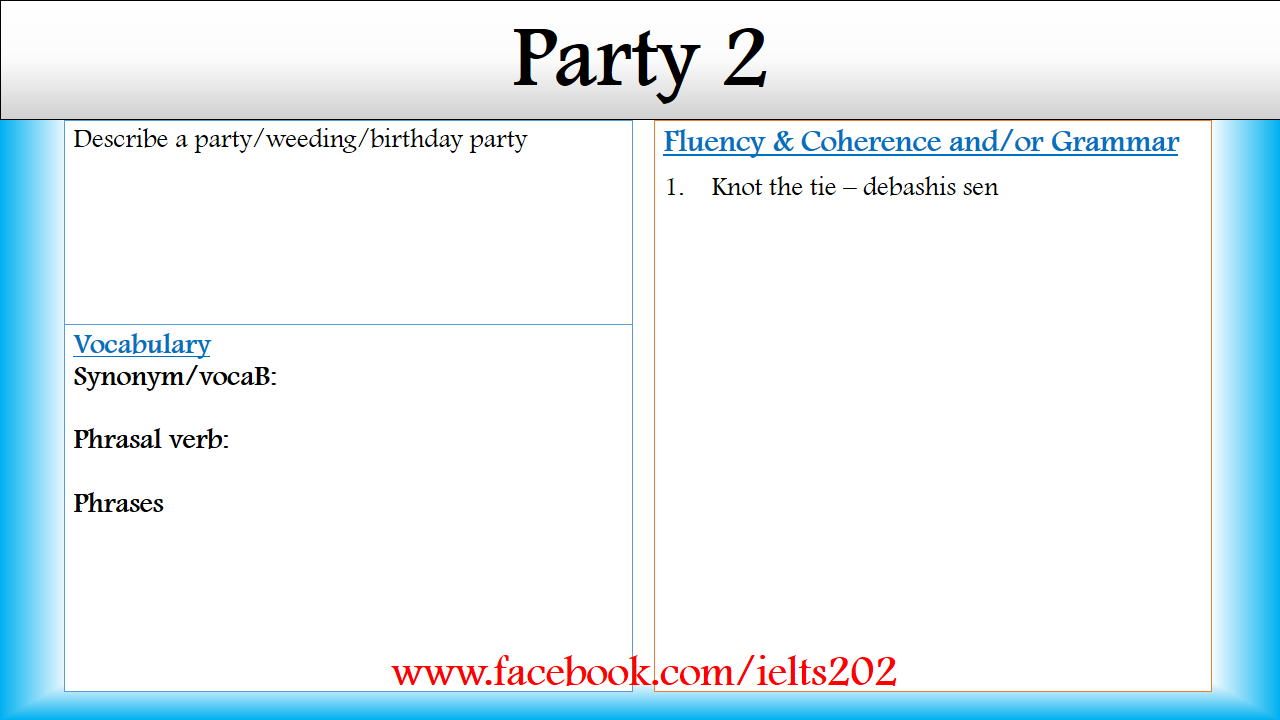 Party 2
Describe a party/weeding/birthday party
Vocabulary
Synonym/vocaB:
Phrasal verb:
Phrases
Fluency & Coherence and/or Grammar
1. Knot the tie – debashis sen
www.facebook.com/ielts202